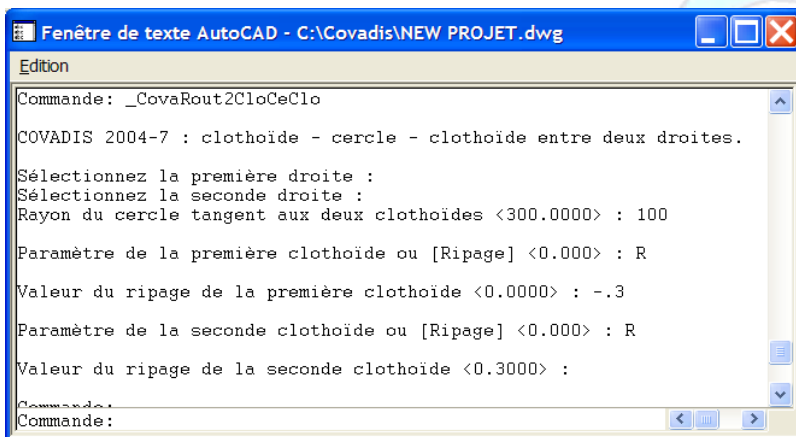 Fenêtre de texte AutoCAD - C:\Covadis\NEW PROJET.dwg
Edition
Commande: _CovaRout2CloCeClo
COVADIS 2004-7 : clothoïde - cercle - clothoïde entre deux droites.
Sélectionnez la première droite :
Sélectionnez la seconde droite :
Rayon du cercle tangent aux deux clothoïdes <300.0000> : 100
Paramètre de la première clothoïde ou [Ripage] <0.000> : R
Valeur du ripage de la première clothoïde <0.0000> : -.3
Paramètre de la seconde clothoïde ou [Ripage] <0.000> : R
Valeur du ripage de la seconde clothoïde <0.3000> :
Commande:
Commande: